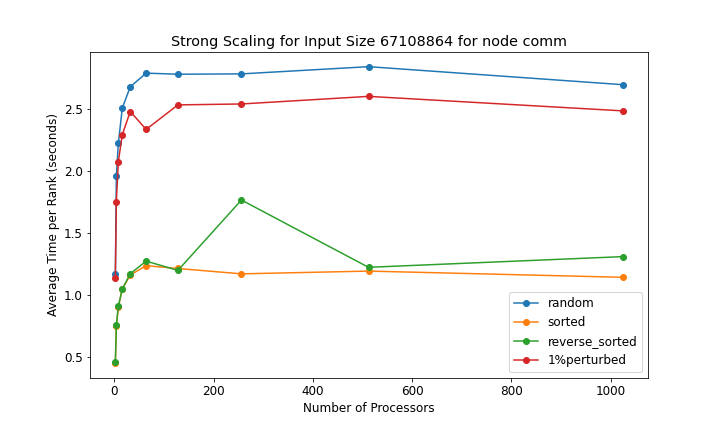 Strong Scaling for Input Size 67108864 for node comm
Average Time per Rank (seconds)
2.5
2.0
1.5
1.0
0.5
0 200 400 600 800 1000
Number of Processors
random
sorted
reverse_sorted
1%perturbed